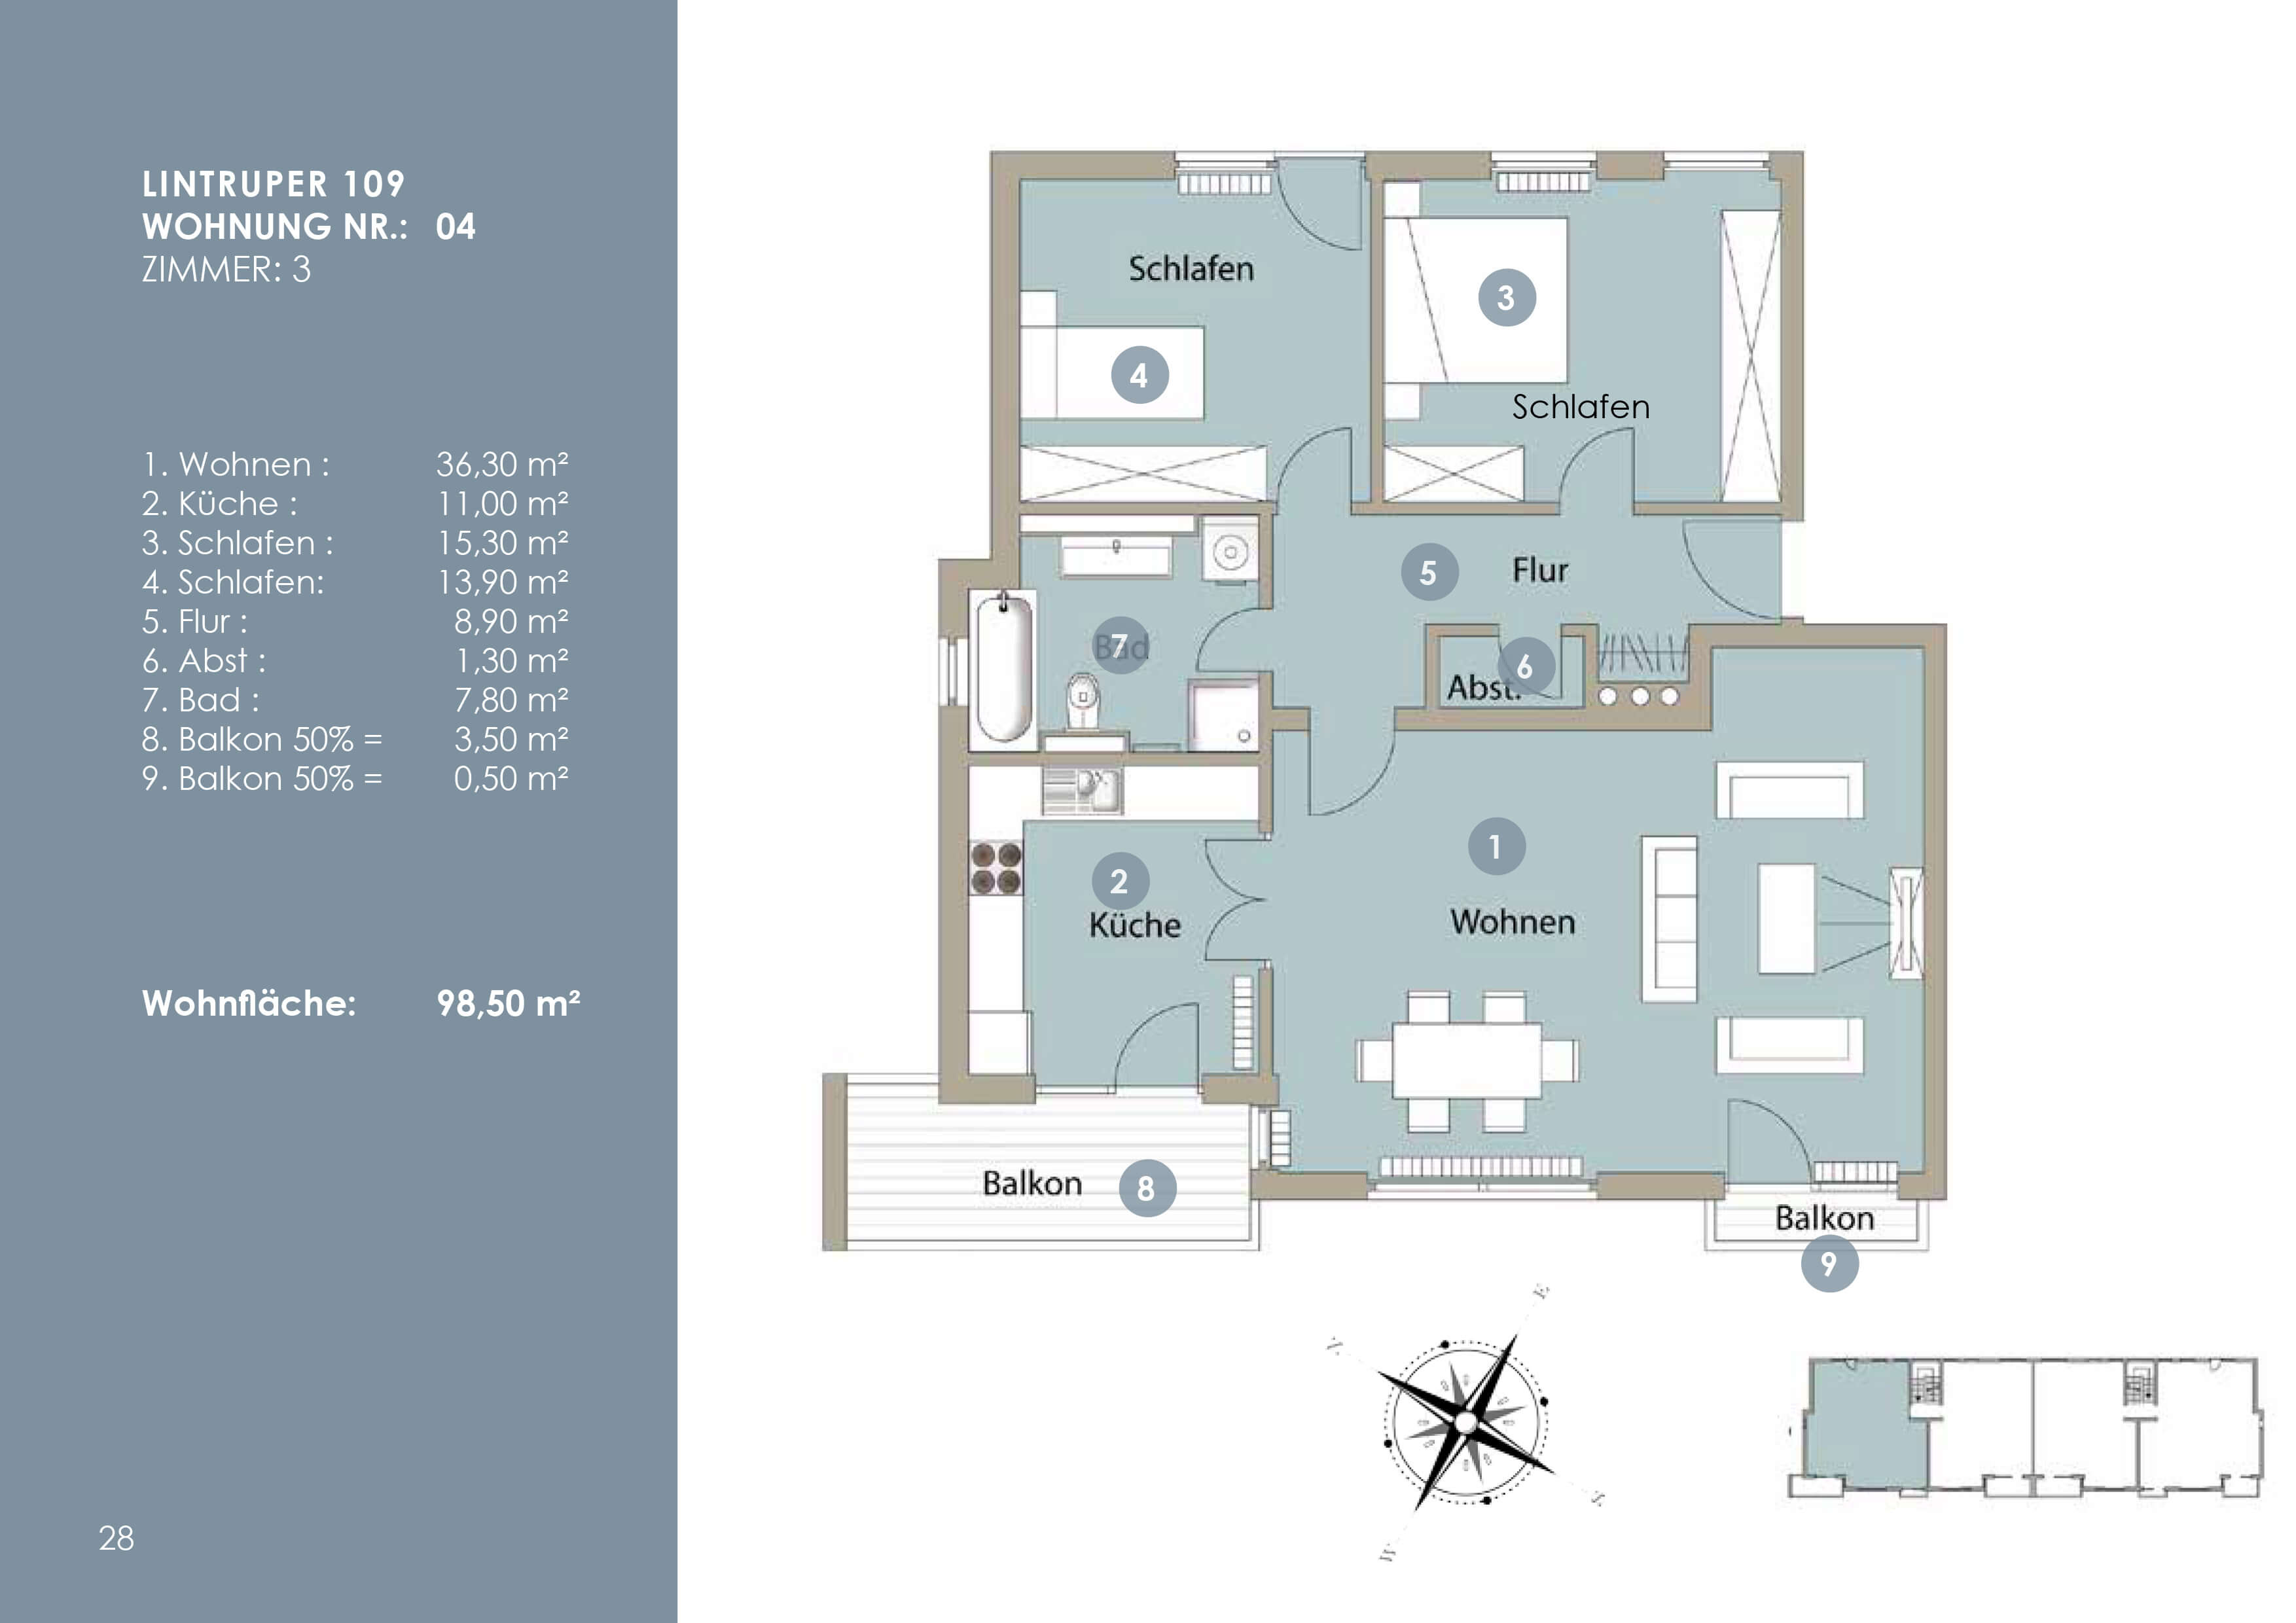 LINTRUPER 109
WOHNUNG NR.: 04
ZIMMER: 3
1. Wohnen : 36,30 m²
2. Küche : 11,00 m²
3. Schlafen : 15,30 m²
4. Schlafen: 13,90 m²
5. Flur : 8,90 m²
6. Abst : 1,30 m²
7. Bad : 7,80 m²
8. Balkon 50% = 3,50 m²
9. Balkon 50% = 0,50 m²
Wohnfläche: 98,50 m²
28
Schlafen
4
3
Schlafen
5
Flur
Bad
7
6
Abst.
1
2
Küche
Wohnen
Balkon
8
Balkon
9
E
W